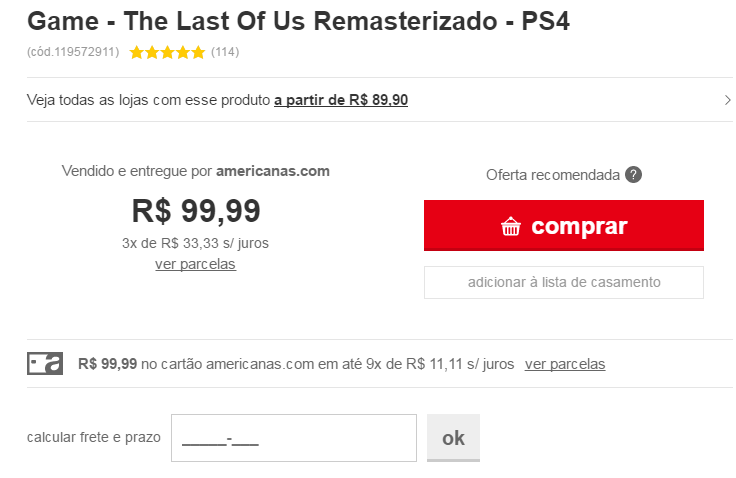 Game - The Last Of Us Remasterizado - PS4
(cód.119572911) (114)
Veja todas as lojas com esse produto a partir de R$ 89,90
Vendido e entregue por americanas.com
R$ 99,99
3x de R$ 33,33 s/ juros
ver parcelas
Oferta recomendada ?
comprar
adicionar à lista de casamento
a R$ 99,99 no cartão americanas.com em até 9x de R$ 11,11 s/ juros ver parcelas
calcular frete e prazo _____-___ ok